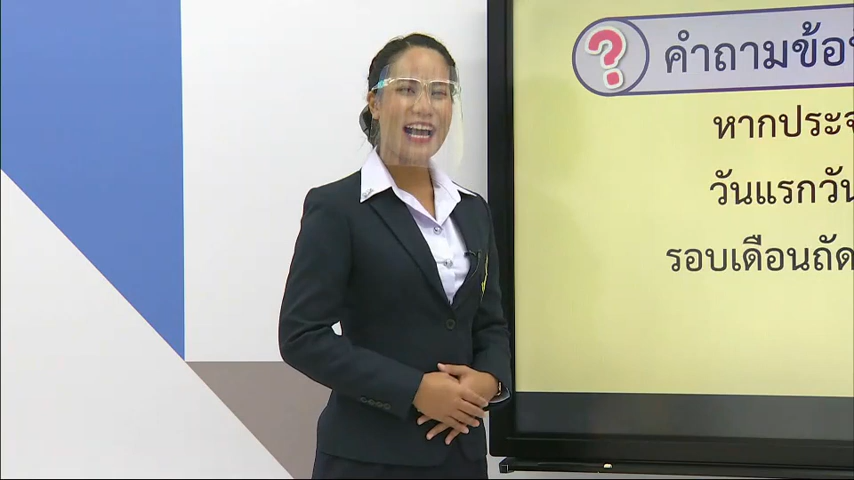 ?
คำถามข้อ
หากประจ
วันแรกวัน
รอบเดือนถัด